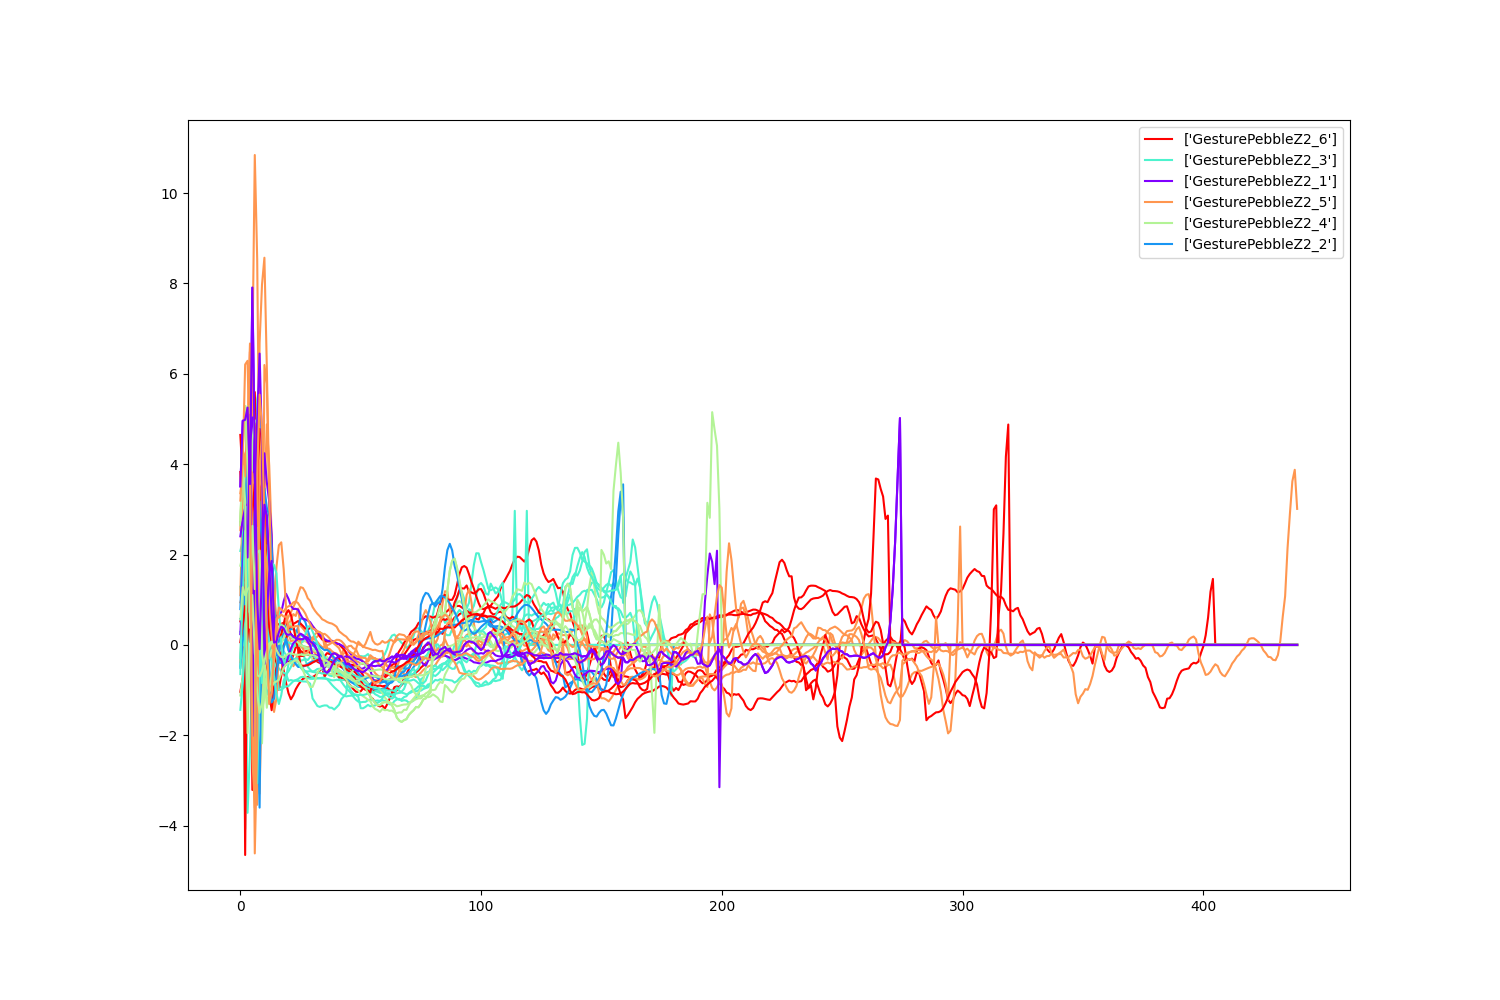 ['GesturePebbleZ2_6']
['GesturePebbleZ2_3']
['GesturePebbleZ2_1']
['GesturePebbleZ2_5']
['GesturePebbleZ2_4']
['GesturePebbleZ2_2']
10
8
6
4
2
0
−2
−4
0 100 200 300 400